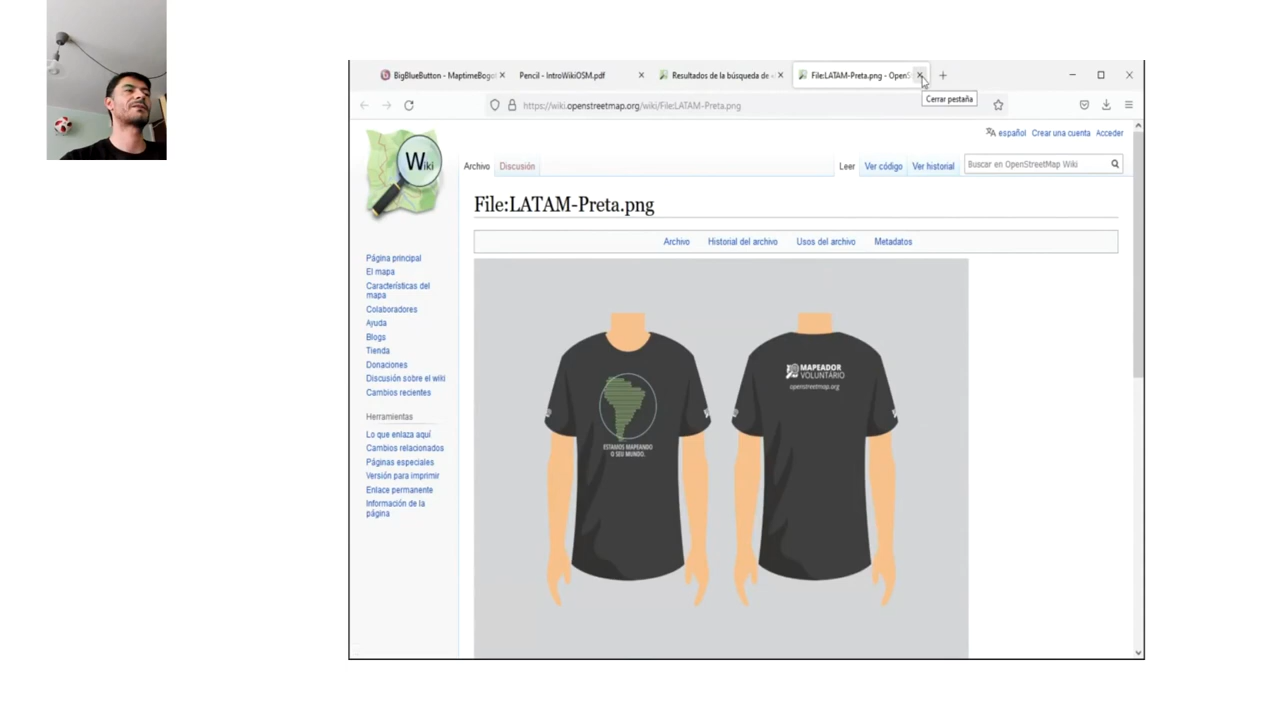 BigBlueButton - MaptimeBogo
Pencil - IntroWikiOSM.pdf
Resultados de la búsqueda de
File:LATAM-Preta.png - OpenS
Cerrar pestaña
https://wiki.openstreetmap.org/wiki/File:LATAM-Preta.png
español Crear una cuenta Acceder
Wiki
Archivo Discusión Leer Ver código Ver historial Buscar en OpenStreetMap Wiki
File:LATAM-Preta.png
Archivo Historial del archivo Usos del archivo Metadatos
Página principal
El mapa
Características del
mapa
Colaboradores
Ayuda
Blogs
Tienda
Donaciones
Discusión sobre el wiki
Cambios recientes
Herramientas
Lo que enlaza aquí
Cambios relacionados
Páginas especiales
Versión para imprimir
Enlace permanente
Información de la
página
ESTAMOS MAPEANDO
O SEU MUNDO.
MAPEADOR
VOLUNTÁRIO
openstreetmap.org